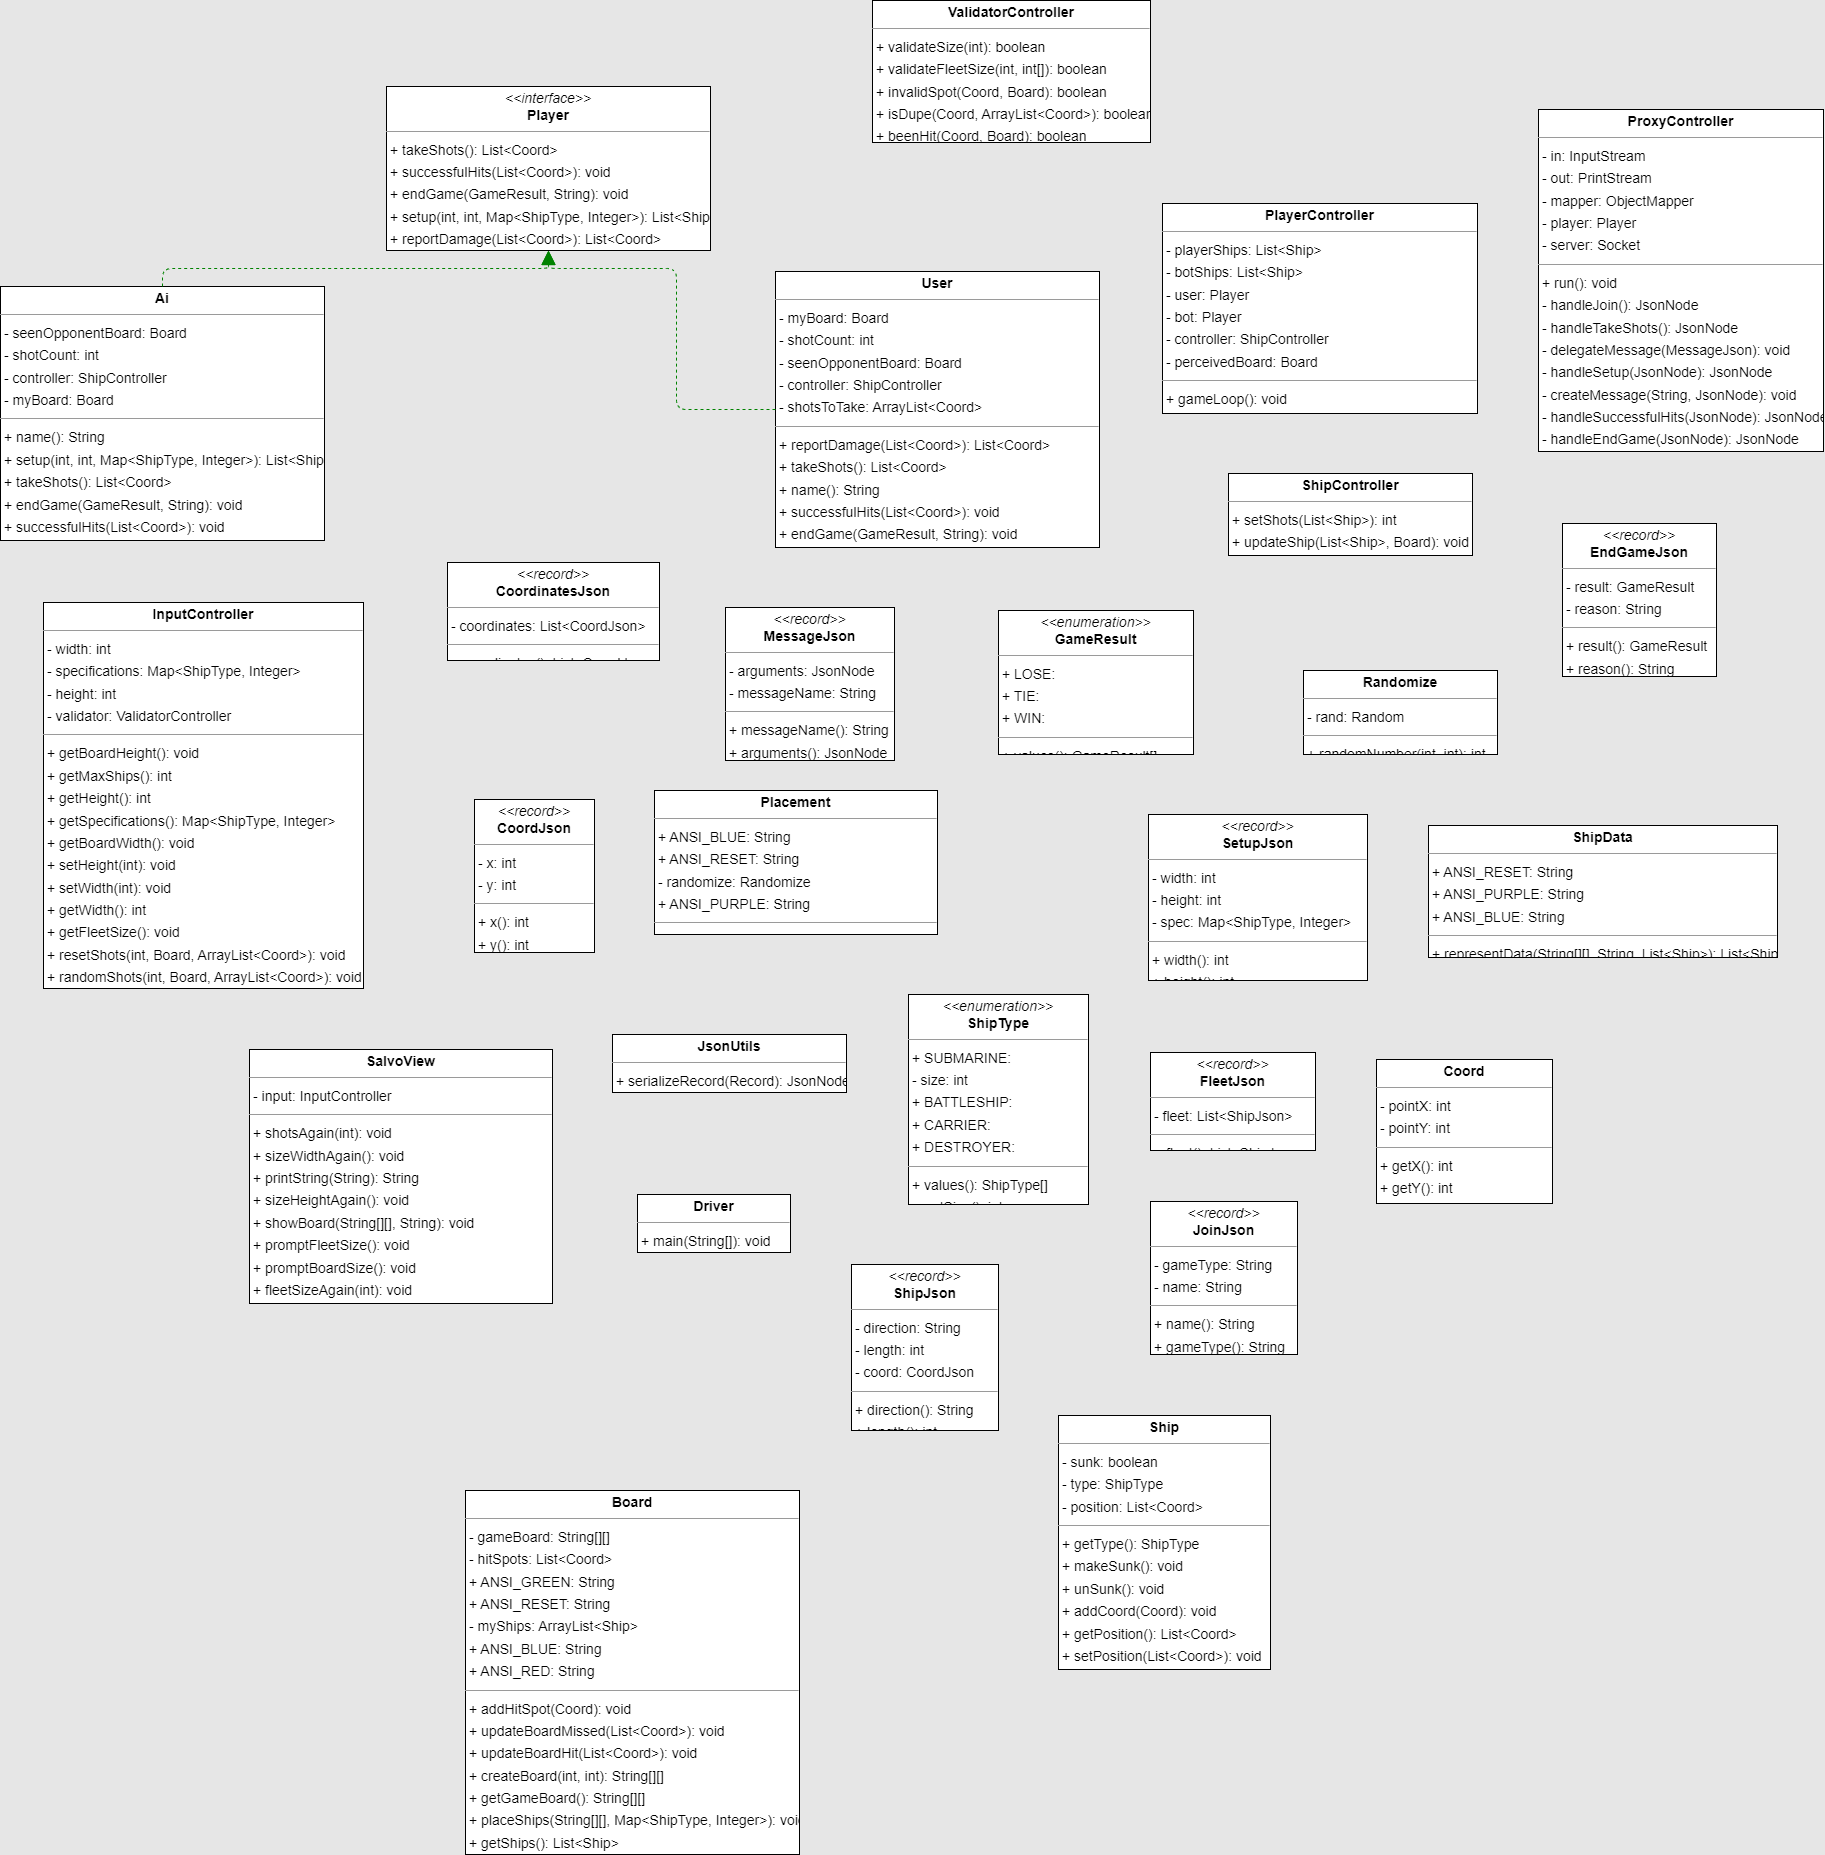 ValidatorController
+ validateSize(int): boolean
+ validateFleetSize(int, int[]): boolean
+ invalidSpot(Coord, Board): boolean
+ isDupe(Coord, ArrayList<Coord>): boolean
+ beenHit(Coord, Board): boolean
<<interface>>
Player
+ takeShots(): List<Coord>
+ successfulHits(List<Coord>): void
+ endGame(GameResult, String): void
+ setup(int, int, Map<ShipType, Integer>): List<Ship
+ reportDamage(List<Coord>): List<Coord>
ProxyController
- in: InputStream
- out: PrintStream
- mapper: ObjectMapper
- player: Player
- server: Socket
+ run(): void
- handleJoin(): JsonNode
- handleTakeShots(): JsonNode
- delegateMessage(MessageJson): void
- handleSetup(JsonNode): JsonNode
- createMessage(String, JsonNode): void
- handleSuccessfulHits(JsonNode): JsonNode
- handleEndGame(JsonNode): JsonNode
PlayerController
- playerShips: List<Ship>
- botShips: List<Ship>
- user: Player
- bot: Player
- controller: ShipController
- perceivedBoard: Board
+ gameLoop(): void
Ai
- seenOpponentBoard: Board
- shotCount: int
- controller: ShipController
- myBoard: Board
+ name(): String
+ setup(int, int, Map<ShipType, Integer>): List<Ship
+ takeShots(): List<Coord>
+ endGame(GameResult, String): void
+ successfulHits(List<Coord>): void
User
- myBoard: Board
- shotCount: int
- seenOpponentBoard: Board
- controller: ShipController
- shotsToTake: ArrayList<Coord>
+ reportDamage(List<Coord>): List<Coord>
+ takeShots(): List<Coord>
+ name(): String
+ successfulHits(List<Coord>): void
+ endGame(GameResult, String): void
ShipController
+ setShots(List<Ship>): int
+ updateShip(List<Ship>, Board): void
<<record>>
EndGameJson
- result: GameResult
- reason: String
+ result(): GameResult
+ reason(): String
<<record>>
CoordinatesJson
- coordinates: List<CoordJson>
InputController
- width: int
- specifications: Map<ShipType, Integer>
- height: int
- validator: ValidatorController
+ getBoardHeight(): void
+ getMaxShips(): int
+ getHeight(): int
+ getSpecifications(): Map<ShipType, Integer>
+ getBoardWidth(): void
+ setHeight(int): void
+ setWidth(int): void
+ getWidth(): int
+ getFleetSize(): void
+ resetShots(int, Board, ArrayList<Coord>): void
+ randomShots(int, Board, ArrayList<Coord>): void
<<record>>
MessageJson
- arguments: JsonNode
- messageName: String
+ messageName(): String
+ arguments(): JsonNode
<<enumeration>>
GameResult
+ LOSE:
+ TIE:
+ WIN:
+ values(): GameResult[]
Randomize
- rand: Random
+ randomNumber(int, int): int
<<record>>
CoordJson
- x: int
- y: int
+ x(): int
+ y(): int
Placement
+ ANSI_BLUE: String
+ ANSI_RESET: String
- randomize: Randomize
+ ANSI_PURPLE: String
<<record>>
SetupJson
- width: int
- height: int
- spec: Map<ShipType, Integer>
+ width(): int
+ height(): int
ShipData
+ ANSI_RESET: String
+ ANSI_PURPLE: String
+ ANSI_BLUE: String
+ representData(String[][], String, List<Ship>): List<Ship
<<enumeration>>
ShipType
+ SUBMARINE:
- size: int
+ BATTLESHIP:
+ CARRIER:
+ DESTROYER:
+ values(): ShipType[]
JsonUtils
+ serializeRecord(Record): JsonNode
SalvoView
- input: InputController
+ shotsAgain(int): void
+ sizeWidthAgain(): void
+ printString(String): String
+ sizeHeightAgain(): void
+ showBoard(String[][], String): void
+ promptFleetSize(): void
+ promptBoardSize(): void
+ fleetSizeAgain(int): void
<<record>>
FleetJson
- fleet: List<ShipJson>
Coord
- pointX: int
- pointY: int
+ getX(): int
+ getY(): int
Driver
+ main(String[]): void
<<record>>
JoinJson
- gameType: String
- name: String
+ name(): String
+ gameType(): String
<<record>>
ShipJson
- direction: String
- length: int
- coord: CoordJson
+ direction(): String
+ length(): int
Ship
- sunk: boolean
- type: ShipType
- position: List<Coord>
+ getType(): ShipType
+ makeSunk(): void
+ unSunk(): void
+ addCoord(Coord): void
+ getPosition(): List<Coord>
+ setPosition(List<Coord>): void
Board
- gameBoard: String[][]
- hitSpots: List<Coord>
+ ANSI_GREEN: String
+ ANSI_RESET: String
- myShips: ArrayList<Ship>
+ ANSI_BLUE: String
+ ANSI_RED: String
+ addHitSpot(Coord): void
+ updateBoardMissed(List<Coord>): void
+ updateBoardHit(List<Coord>): void
+ createBoard(int, int): String[][]
+ getGameBoard(): String[][]
+ placeShips(String[][], Map<ShipType, Integer>): void
+ getShips(): List<Ship>